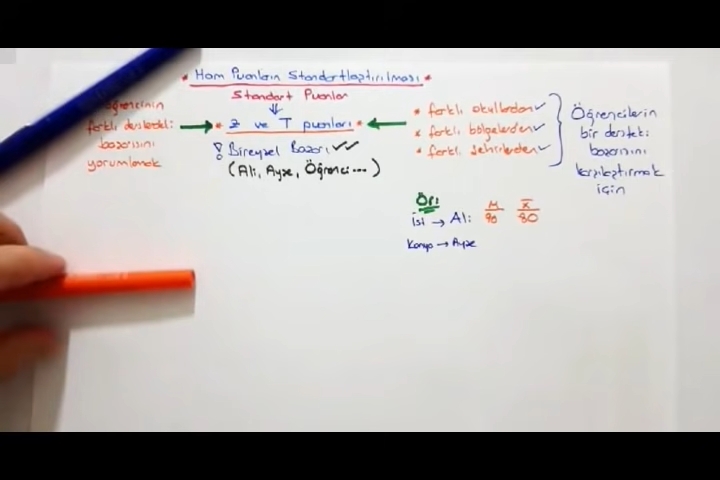 * Ham Puanların Standartlaştırılması *
Standart Puanlar
öğrencinin
farklı derslerdeki
başarısını
yorumlamak
* z ve T puanları *
! Bireysel Başarı ✓✓
(Ali, Ayşe, Öğrenci...)
* farklı okullardan ✓
* farklı bölgelerden ✓
* farklı şehirlerden ✓
Öğrencilerin
bir dersteki
başarısını
karşılaştırmak
için
Ör:
M X̄
İst → Ali: 90 80
Konya → Ayşe